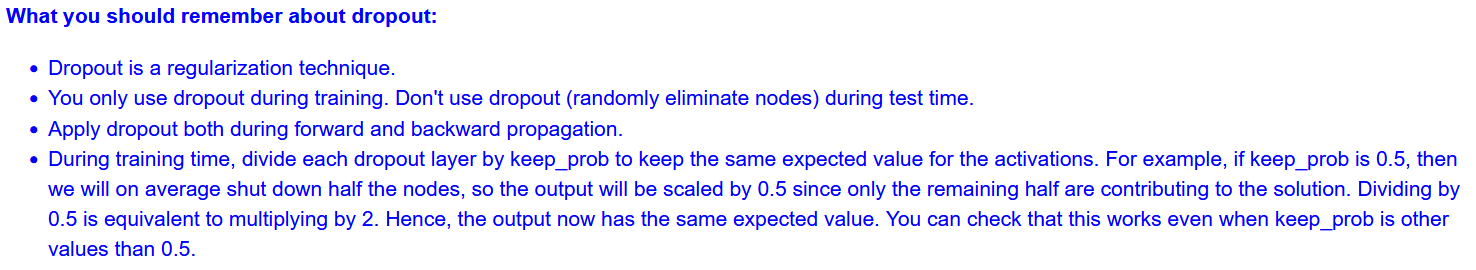 What you should remember about dropout:
• Dropout is a regularization technique.
• You only use dropout during training. Don't use dropout (randomly eliminate nodes) during test time.
• Apply dropout both during forward and backward propagation.
• During training time, divide each dropout layer by keep_prob to keep the same expected value for the activations. For example, if keep_prob is 0.5, then
we will on average shut down half the nodes, so the output will be scaled by 0.5 since only the remaining half are contributing to the solution. Dividing by
0.5 is equivalent to multiplying by 2. Hence, the output now has the same expected value. You can check that this works even when keep_prob is other
values than 0.5.